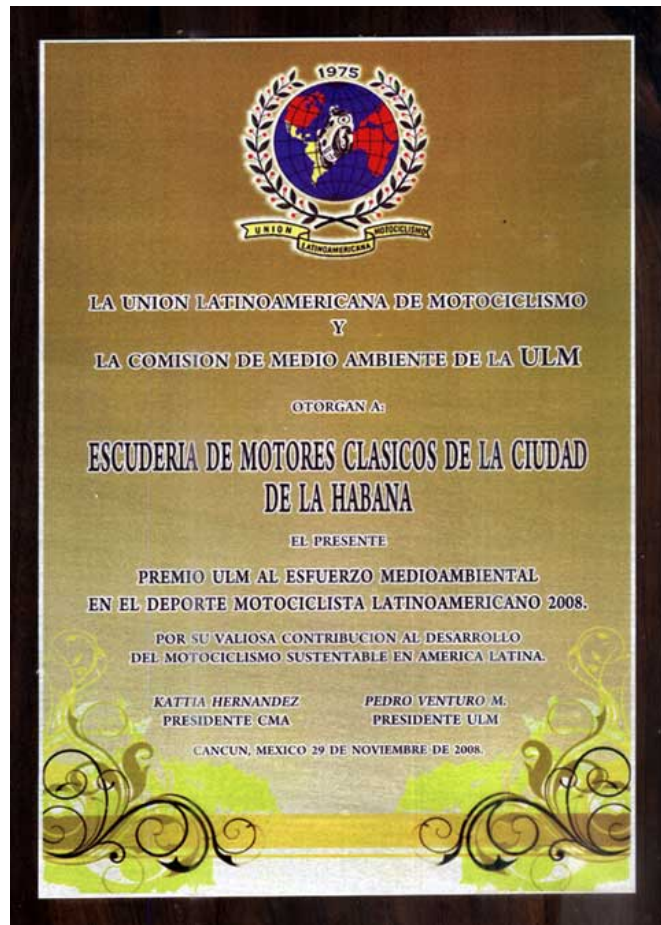 1975
UNION LATINOAMERICANA MOTOCICLISMO
LA UNION LATINOAMERICANA DE MOTOCICLISMO
Y
LA COMISION DE MEDIO AMBIENTE DE LA ULM
OTORGAN A:
ESCUDERIA DE MOTORES CLASICOS DE LA CIUDAD
DE LA HABANA
EL PRESENTE
PREMIO ULM AL ESFUERZO MEDIOAMBIENTAL
EN EL DEPORTE MOTOCICLISTA LATINOAMERICANO 2008.
POR SU VALIOSA CONTRIBUCION AL DESARROLLO
DEL MOTOCICLISMO SUSTENTABLE EN AMERICA LATINA.
KATTIA HERNANDEZ PEDRO VENTURO M.
PRESIDENTE CMA PRESIDENTE ULM
CANCUN, MEXICO 29 DE NOVIEMBRE DE 2008.